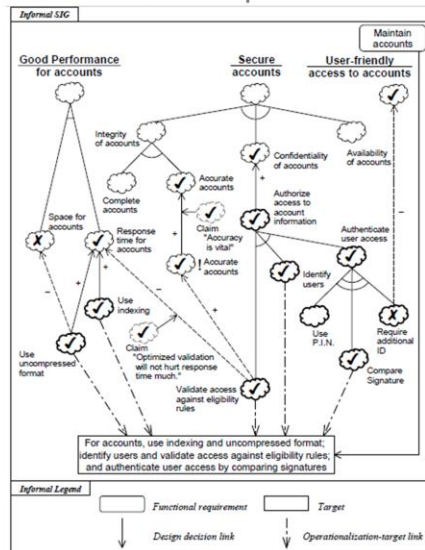 Informal SIG
Maintain
accounts
Good Performance
for accounts
Secure
accounts
User-friendly
access to accounts
Integrity
of accounts
Complete
accounts
Accurate
accounts
Confidentiality
of accounts
Availability
of accounts
Claim
"Accuracy
is vital"
Authorize
access to
account
information
Space for
accounts
Response
time for
accounts
! Accurate
accounts
Identify
users
Authenticate
user access
Use
indexing
Use
uncompressed
format
Claim
"Optimized validation
will not hurt response
time much."
Validate access
against eligibility
rules
Use
P.I.N.
Compare
Signature
Require
additional
ID
For accounts, use indexing and uncompressed format;
identify users and validate access against eligibility rules;
and authenticate user access by comparing signatures
Informal Legend
Functional requirement
Target
Design decision link
Operationalization-target link